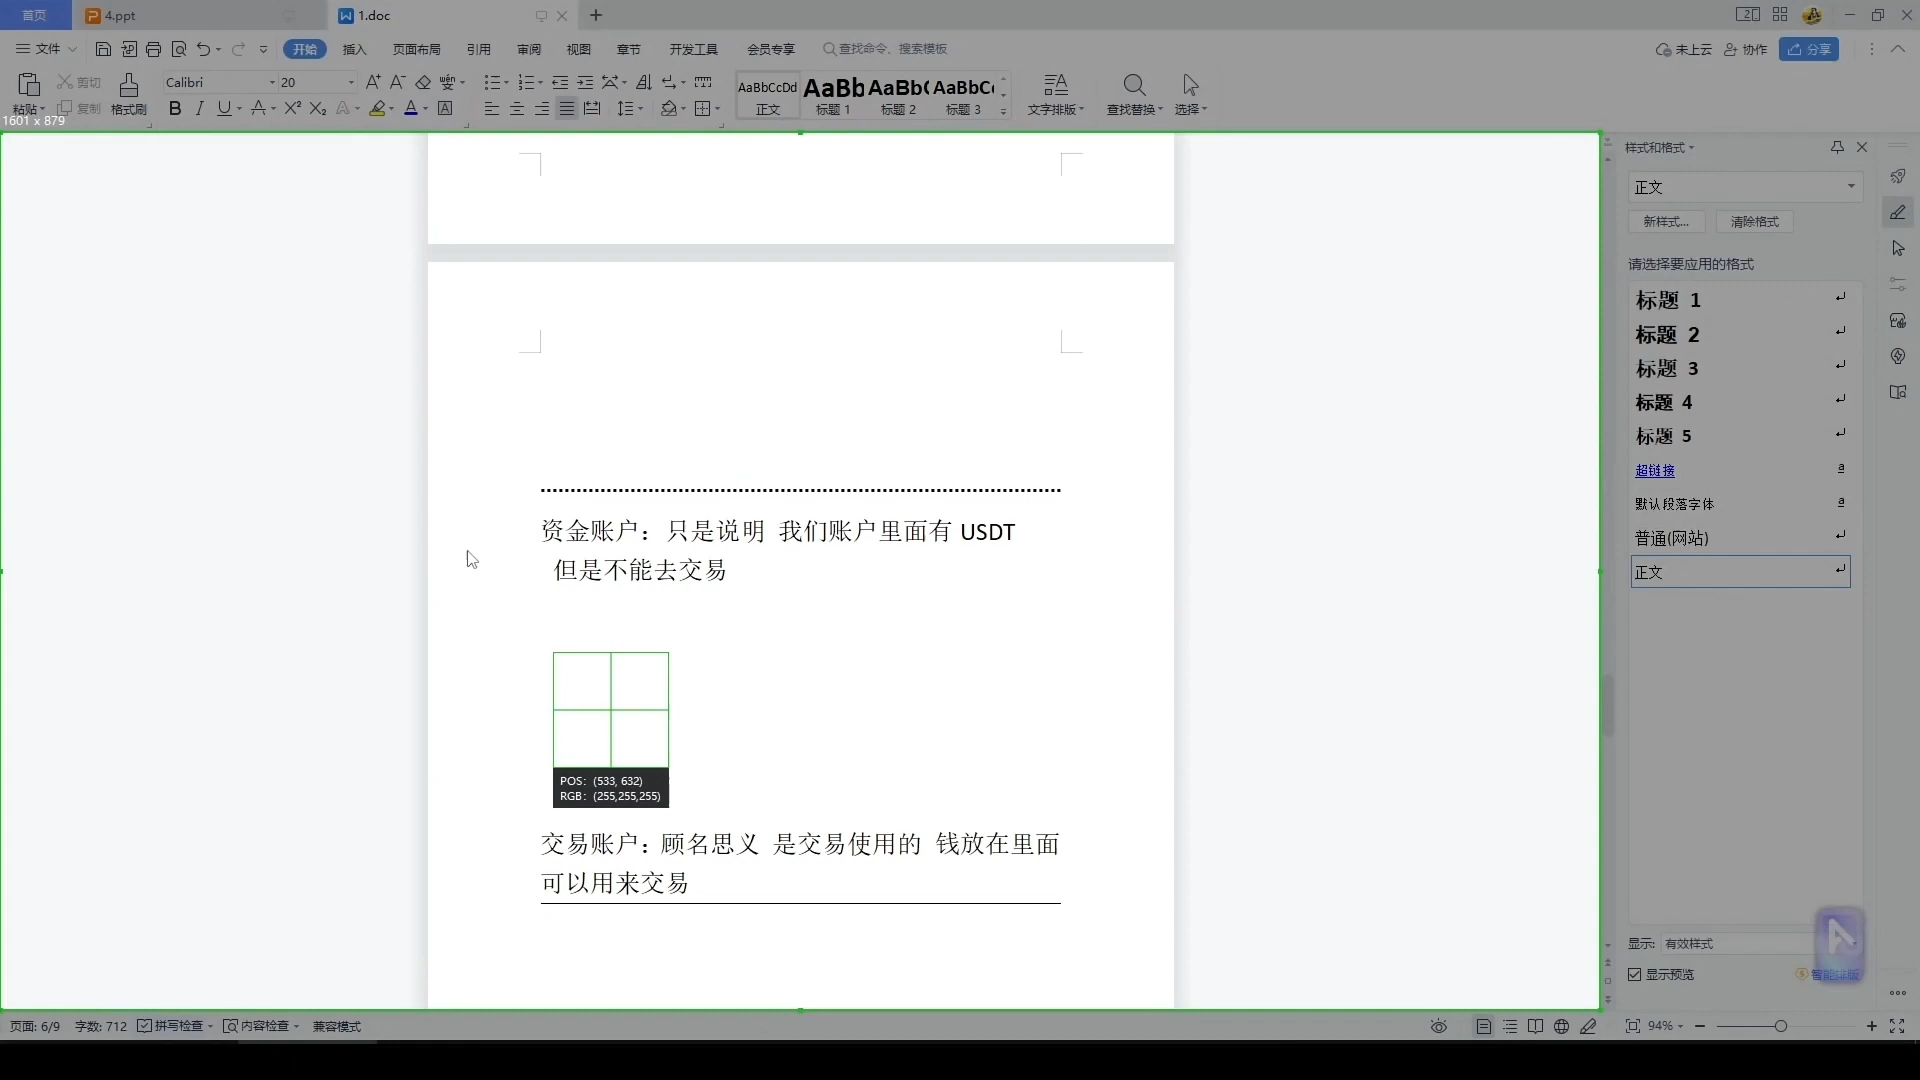 首页
4.ppt
1.doc
文件
开始
插入
页面布局
引用
审阅
视图
章节
开发工具
会员专享
查找命令、搜索模板
未上云
协作
分享
粘贴
剪切
复制
格式刷
Calibri
20
AaBbCcDd
正文
AaBb
标题 1
AaBb(
标题 2
AaBbC(
标题 3
文字排版
查找替换
选择
1601 x 879
资金账户：只是说明 我们账户里面有 USDT
但是不能去交易
POS: (533, 632)
RGB: (255,255,255)
交易账户：顾名思义 是交易使用的 钱放在里面
可以用来交易
样式和格式
正文
新样式...
清除格式
请选择要应用的格式
标题 1
标题 2
标题 3
标题 4
标题 5
超链接
默认段落字体
普通(网站)
正文
显示: 有效样式
显示预览
智能排版
页面: 6/9
字数: 712
拼写检查
内容检查
兼容模式
94%